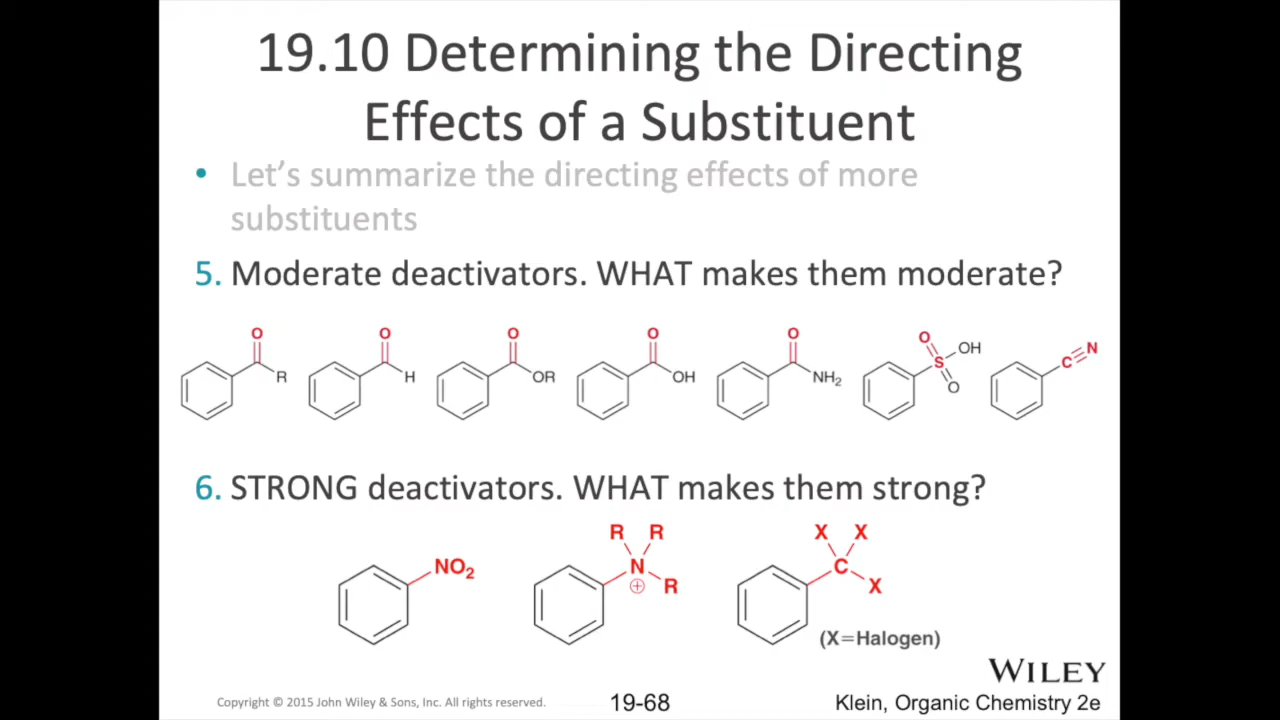 19.10 Determining the Directing
Effects of a Substituent
• Let's summarize the directing effects of more
substituents
5. Moderate deactivators. WHAT makes them moderate?
O R
O H
O OR
O OH
O NH₂
O S OH O
C N
6. STRONG deactivators. WHAT makes them strong?
NO₂
R R N ⊕ R
X X C X
(X=Halogen)
WILEY
Copyright © 2015 John Wiley & Sons, Inc. All rights reserved.
19-68
Klein, Organic Chemistry 2e